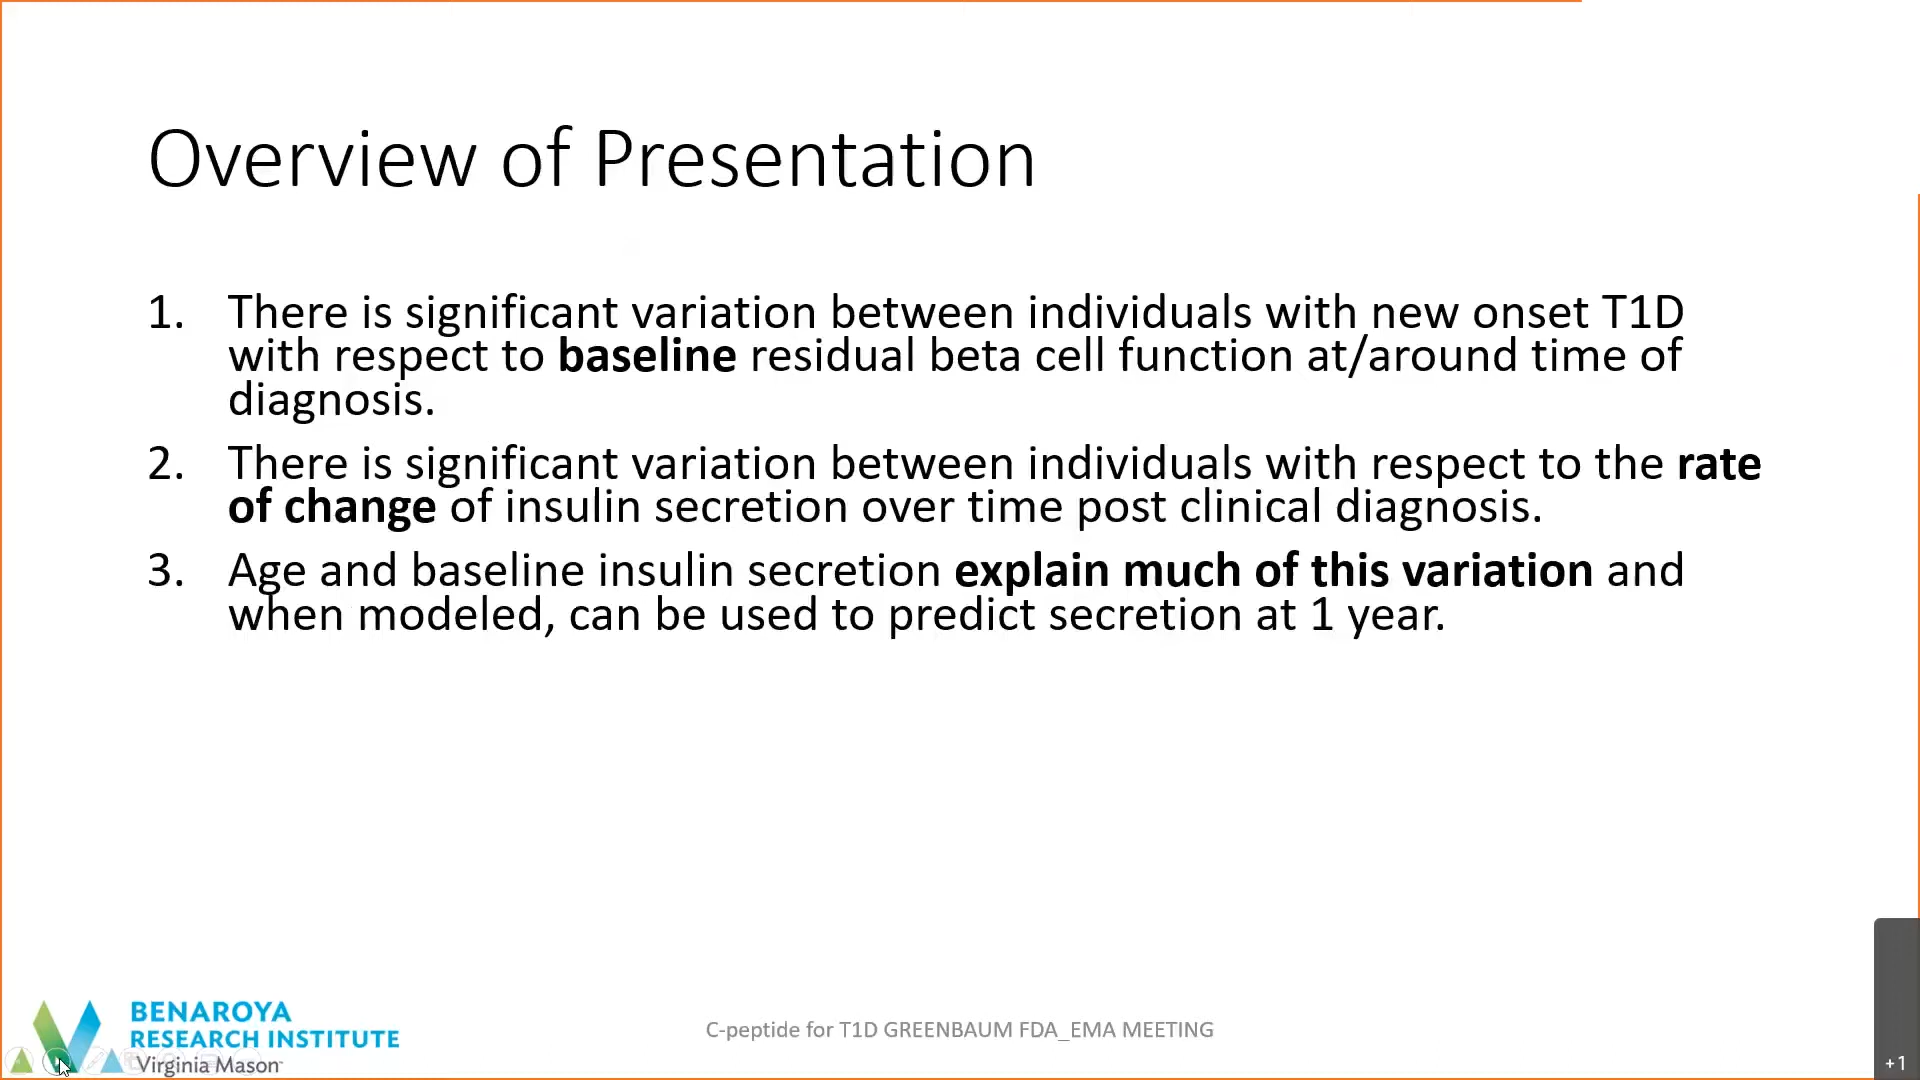 Overview of Presentation
1. There is significant variation between individuals with new onset T1D
with respect to baseline residual beta cell function at/around time of
diagnosis.
2. There is significant variation between individuals with respect to the rate
of change of insulin secretion over time post clinical diagnosis.
3. Age and baseline insulin secretion explain much of this variation and
when modeled, can be used to predict secretion at 1 year.
BENAROYA
RESEARCH INSTITUTE
Virginia Mason
C-peptide for T1D GREENBAUM FDA_EMA MEETING
+1